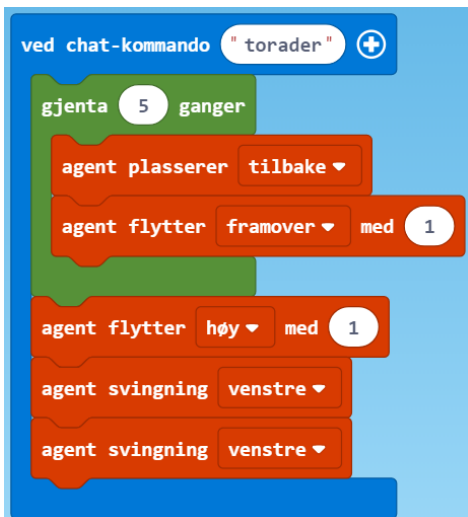 ved chat-kommando "torader"
gjenta 5 ganger
agent plasserer tilbake
agent flytter framover med 1
agent flytter høy med 1
agent svingning venstre
agent svingning venstre